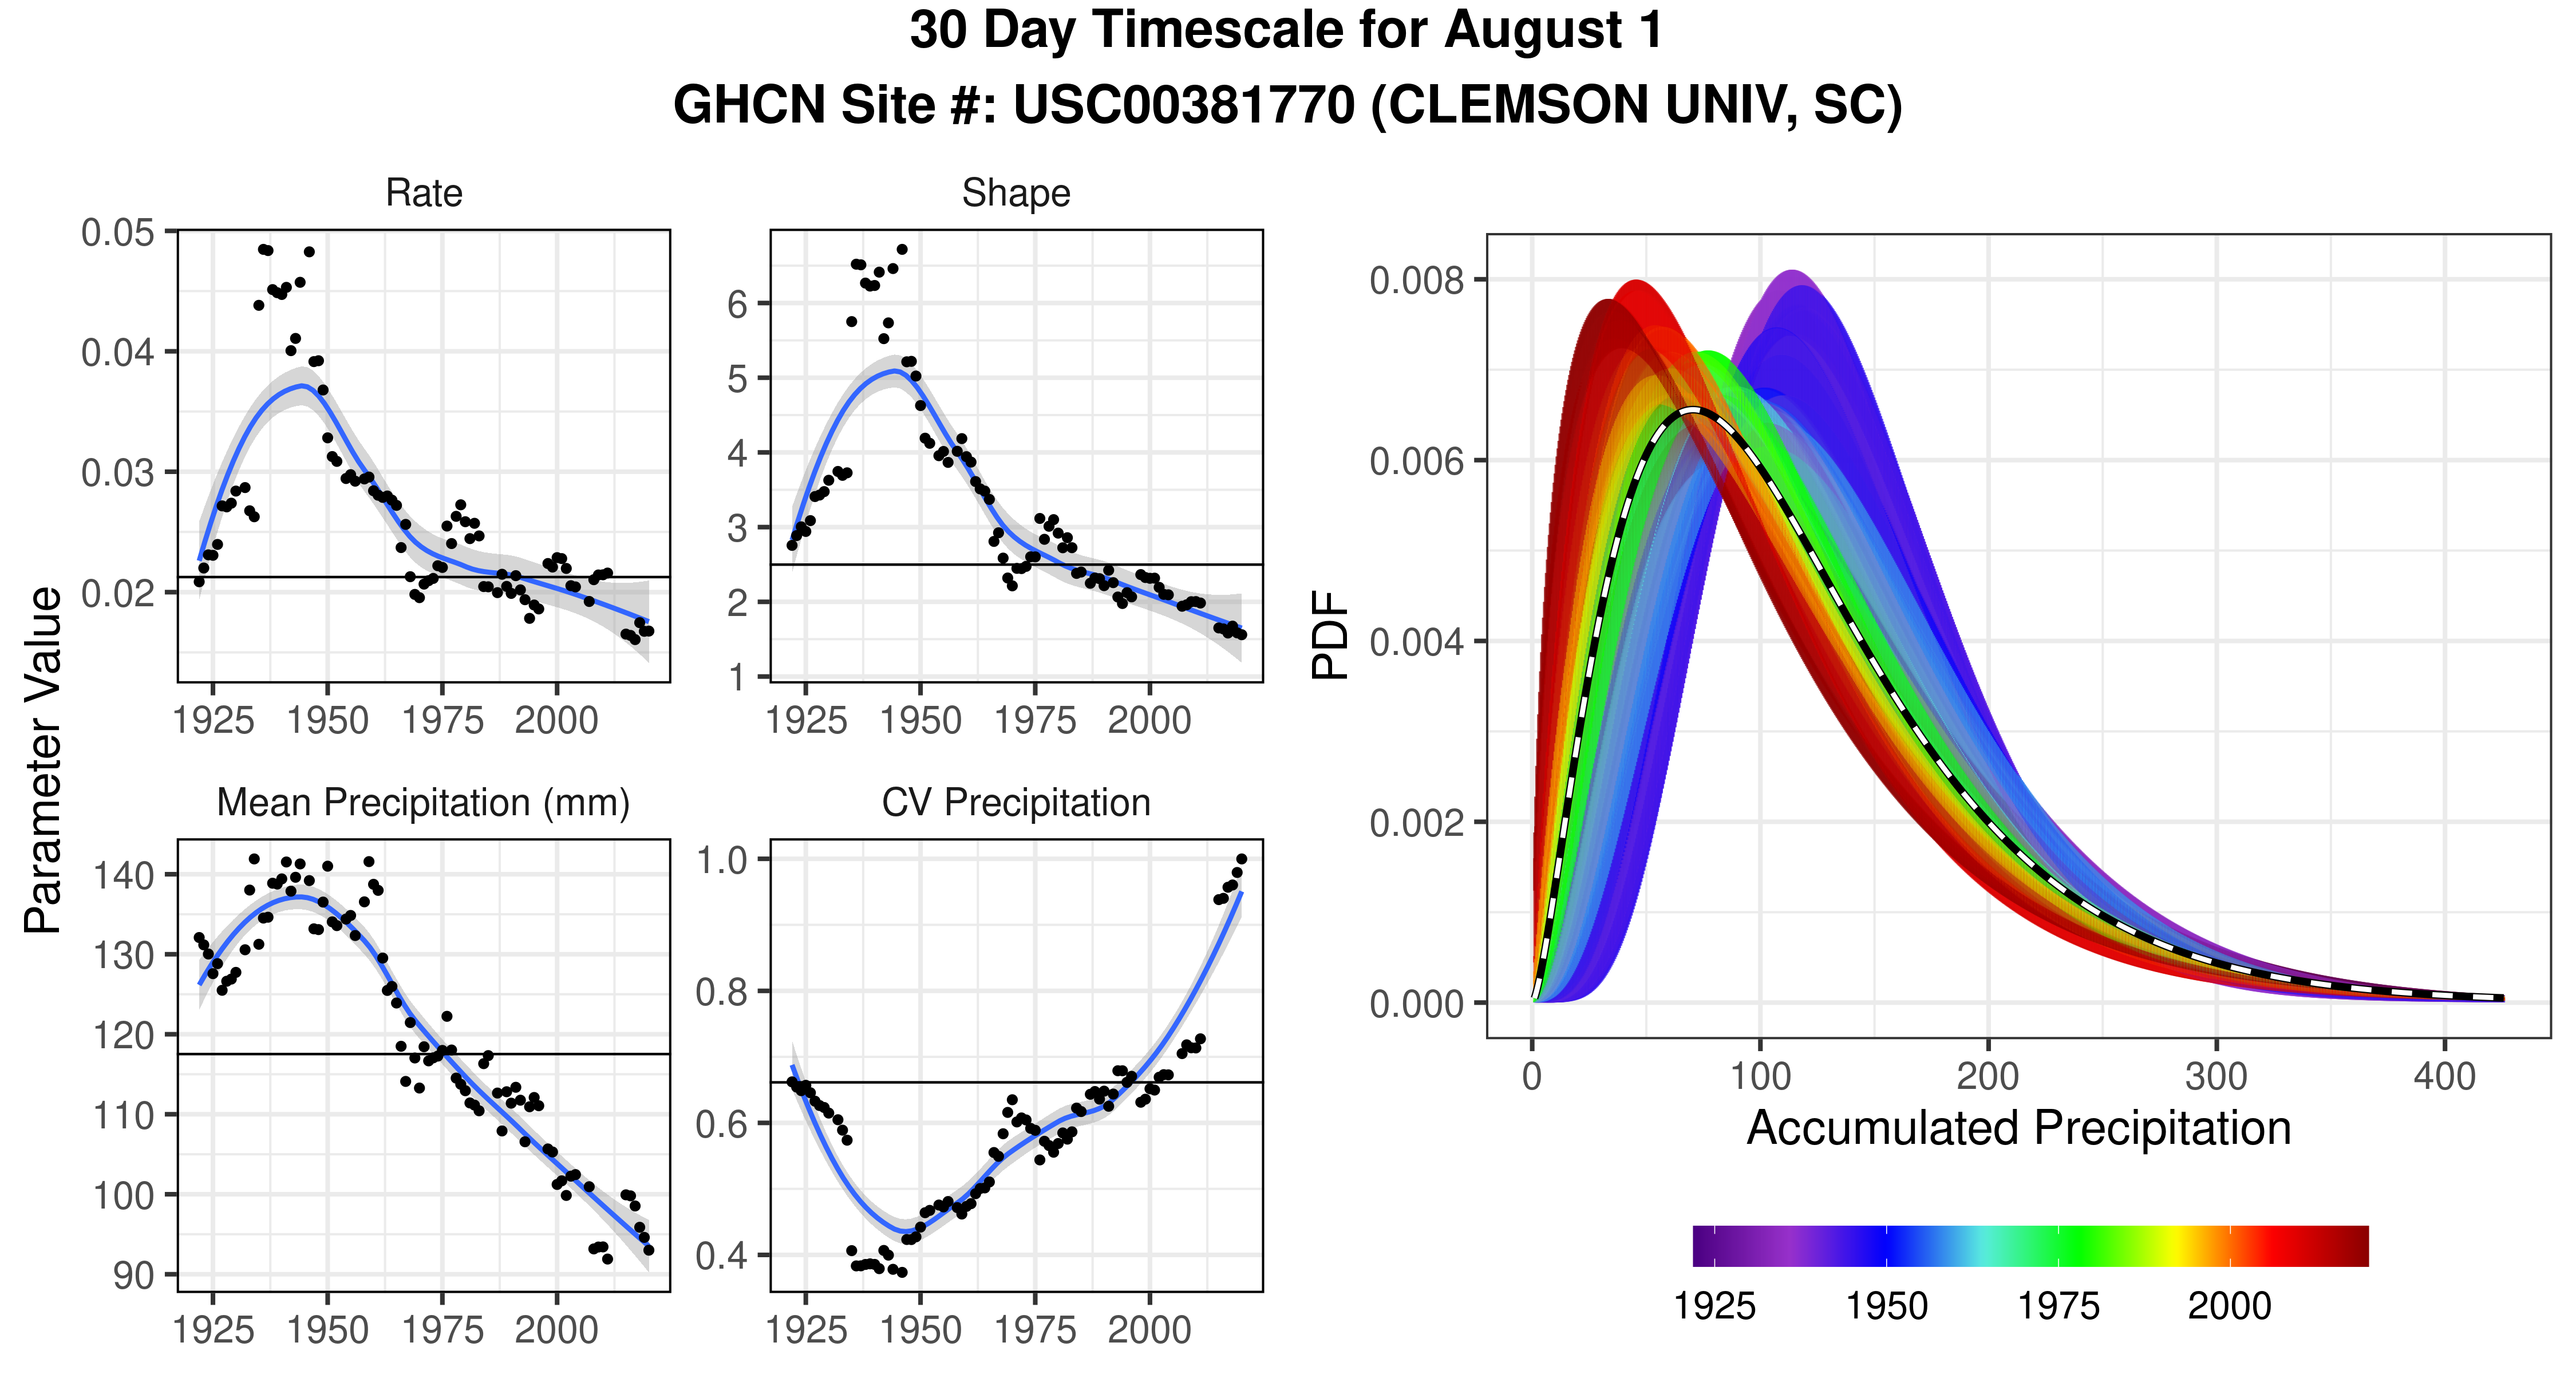 30 Day Timescale for August 1
GHCN Site #: USC00381770 (CLEMSON UNIV, SC)
Parameter Value
Rate
0.05
0.04
0.03
0.02
1925 1950 1975 2000
Shape
6
5
4
3
2
1
1925 1950 1975 2000
Mean Precipitation (mm)
140
130
120
110
100
90
1925 1950 1975 2000
CV Precipitation
1.0
0.8
0.6
0.4
1925 1950 1975 2000
PDF
0.008
0.006
0.004
0.002
0.000
0 100 200 300 400
Accumulated Precipitation
1925 1950 1975 2000